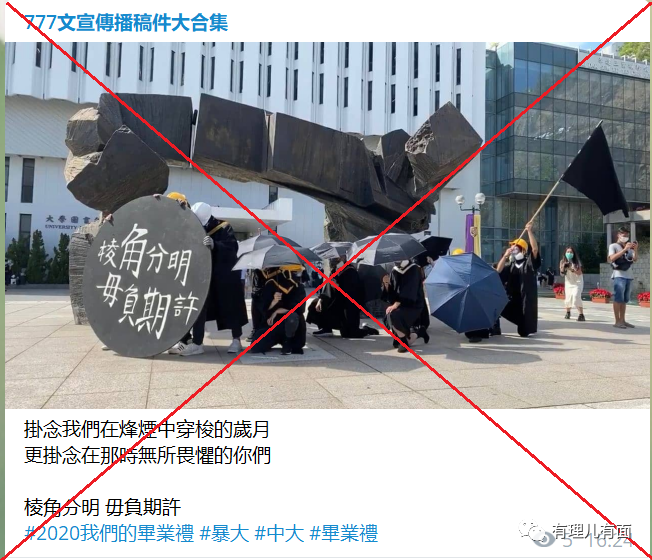 777文宣傳播稿件大合集
大學圖書
UNIVERSITY
棱角分明
毋負期許
掛念我們在烽煙中穿梭的歲月
更掛念在那時無所畏懼的你們
棱角分明 毋負期許
#2020我們的畢業禮 #暴大 #中大 #畢業禮
有理儿有面